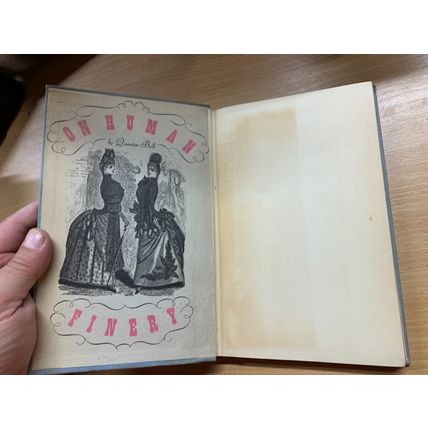 ON HUMAN
by Quentin Bell
FINERY